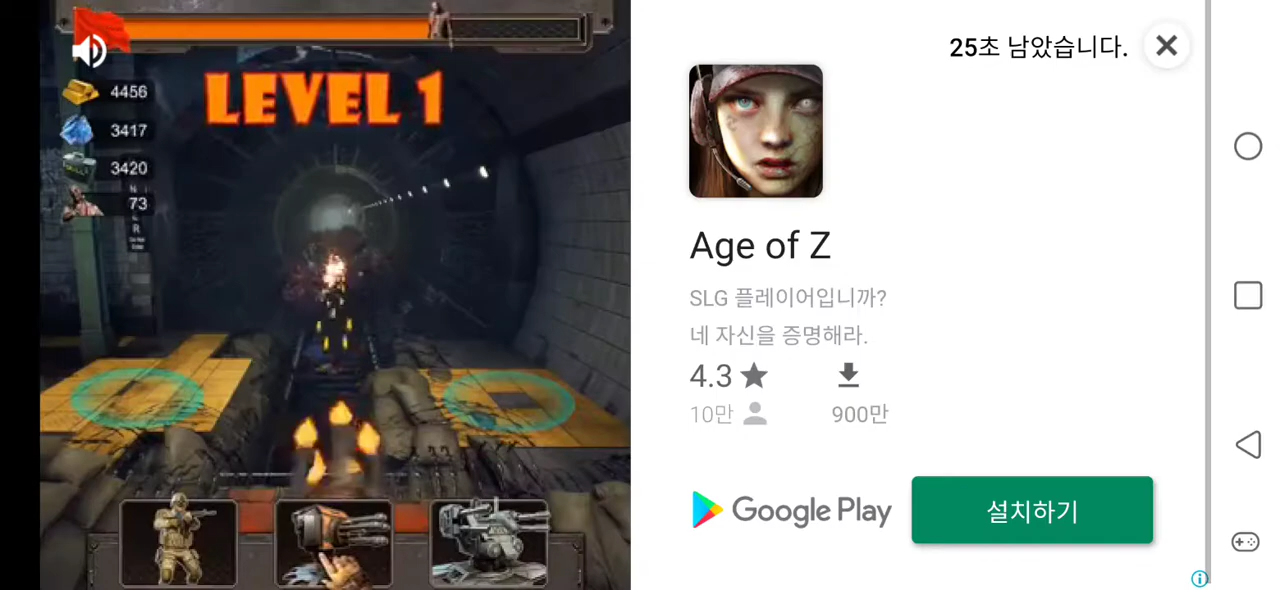 LEVEL 1
4456
3417
3420
73
25초 남았습니다.
Age of Z
SLG 플레이어입니까?
네 자신을 증명해라.
4.3
10만
900만
Google Play
설치하기